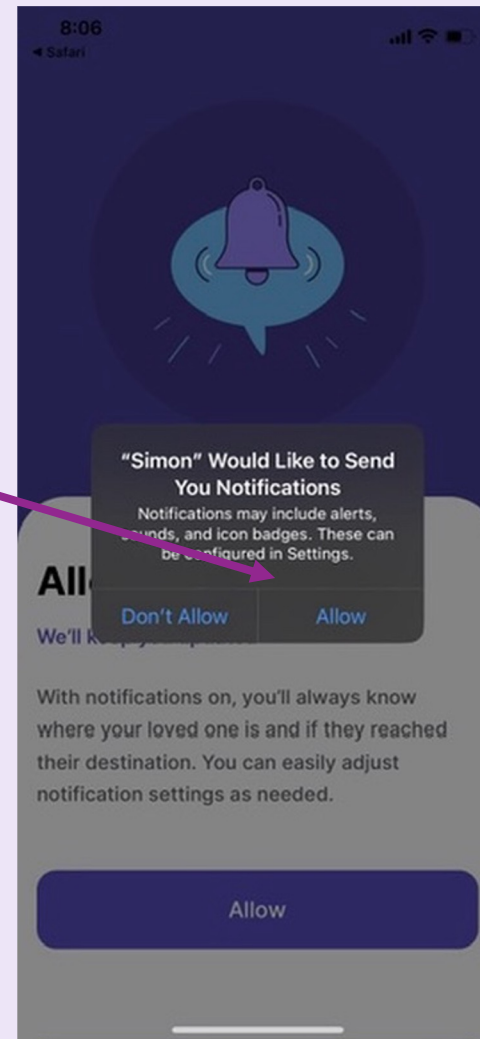 8:06
◀ Safari
"Simon" Would Like to Send
You Notifications
Notifications may include alerts,
sounds, and icon badges. These can
be configured in Settings.
Don't Allow
Allow
We'll
With notifications on, you'll always know
where your loved one is and if they reached
their destination. You can easily adjust
notification settings as needed.
Allow